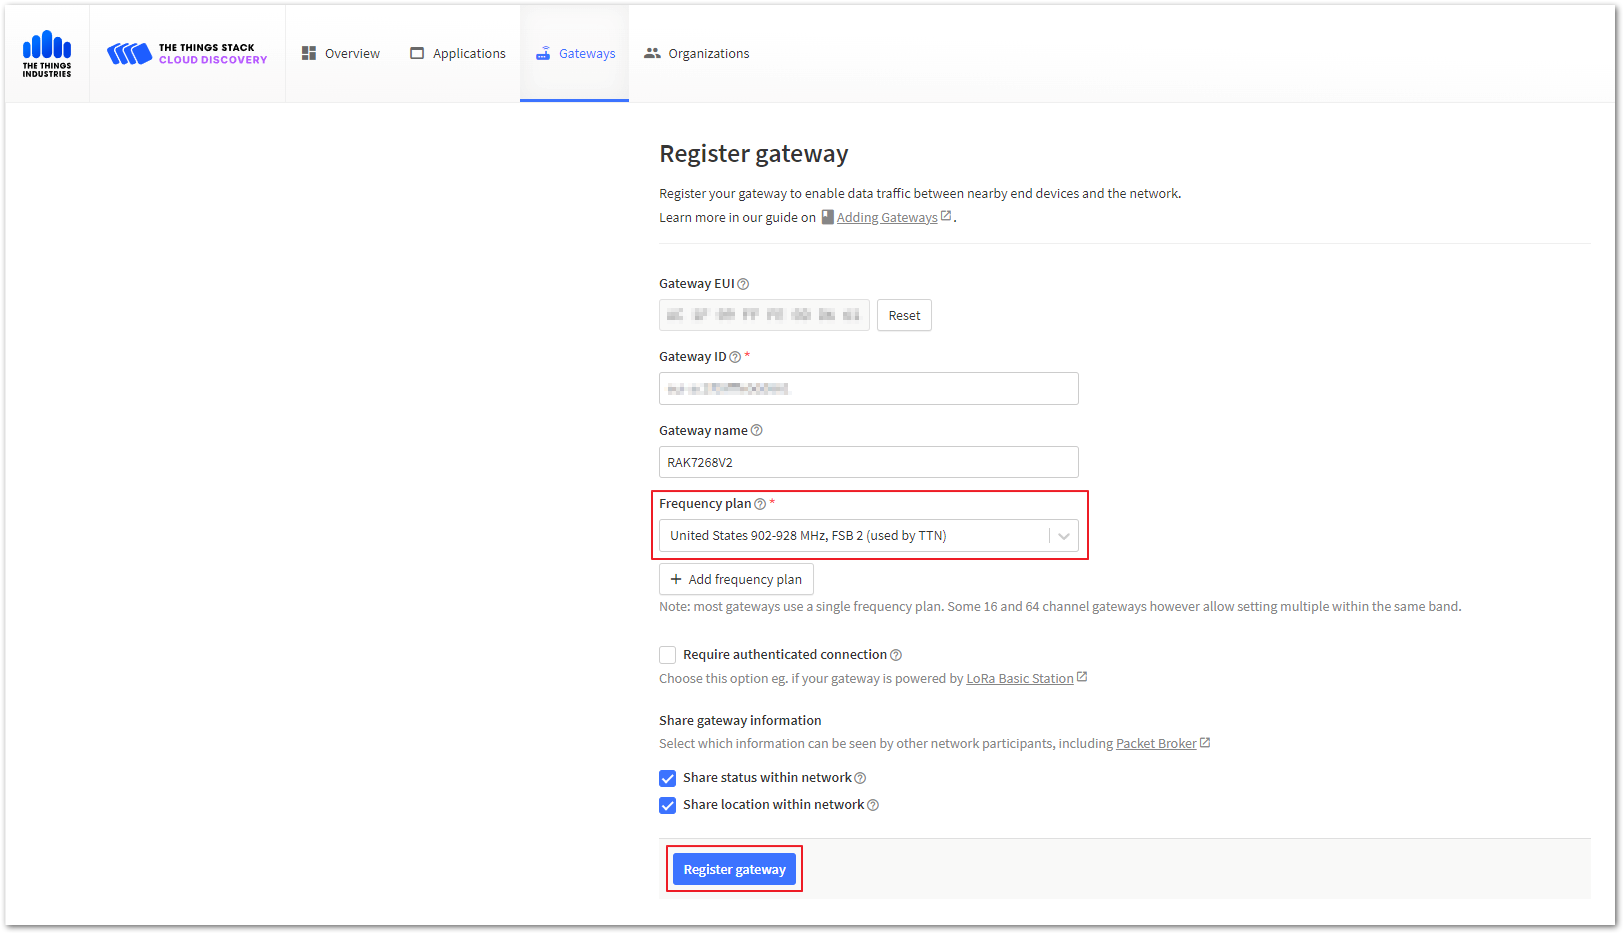 THE THINGS
INDUSTRIES
THE THINGS STACK
CLOUD DISCOVERY
Overview
Applications
Gateways
Organizations
Register gateway
Register your gateway to enable data traffic between nearby end devices and the network.
Learn more in our guide on Adding Gateways .
Gateway EUI
Reset
Gateway ID *
Gateway name
RAK7268V2
Frequency plan *
United States 902-928 MHz, FSB 2 (used by TTN)
+ Add frequency plan
Note: most gateways use a single frequency plan. Some 16 and 64 channel gateways however allow setting multiple within the same band.
Require authenticated connection
Choose this option eg. if your gateway is powered by LoRa Basic Station
Share gateway information
Select which information can be seen by other network participants, including Packet Broker
Share status within network
Share location within network
Register gateway